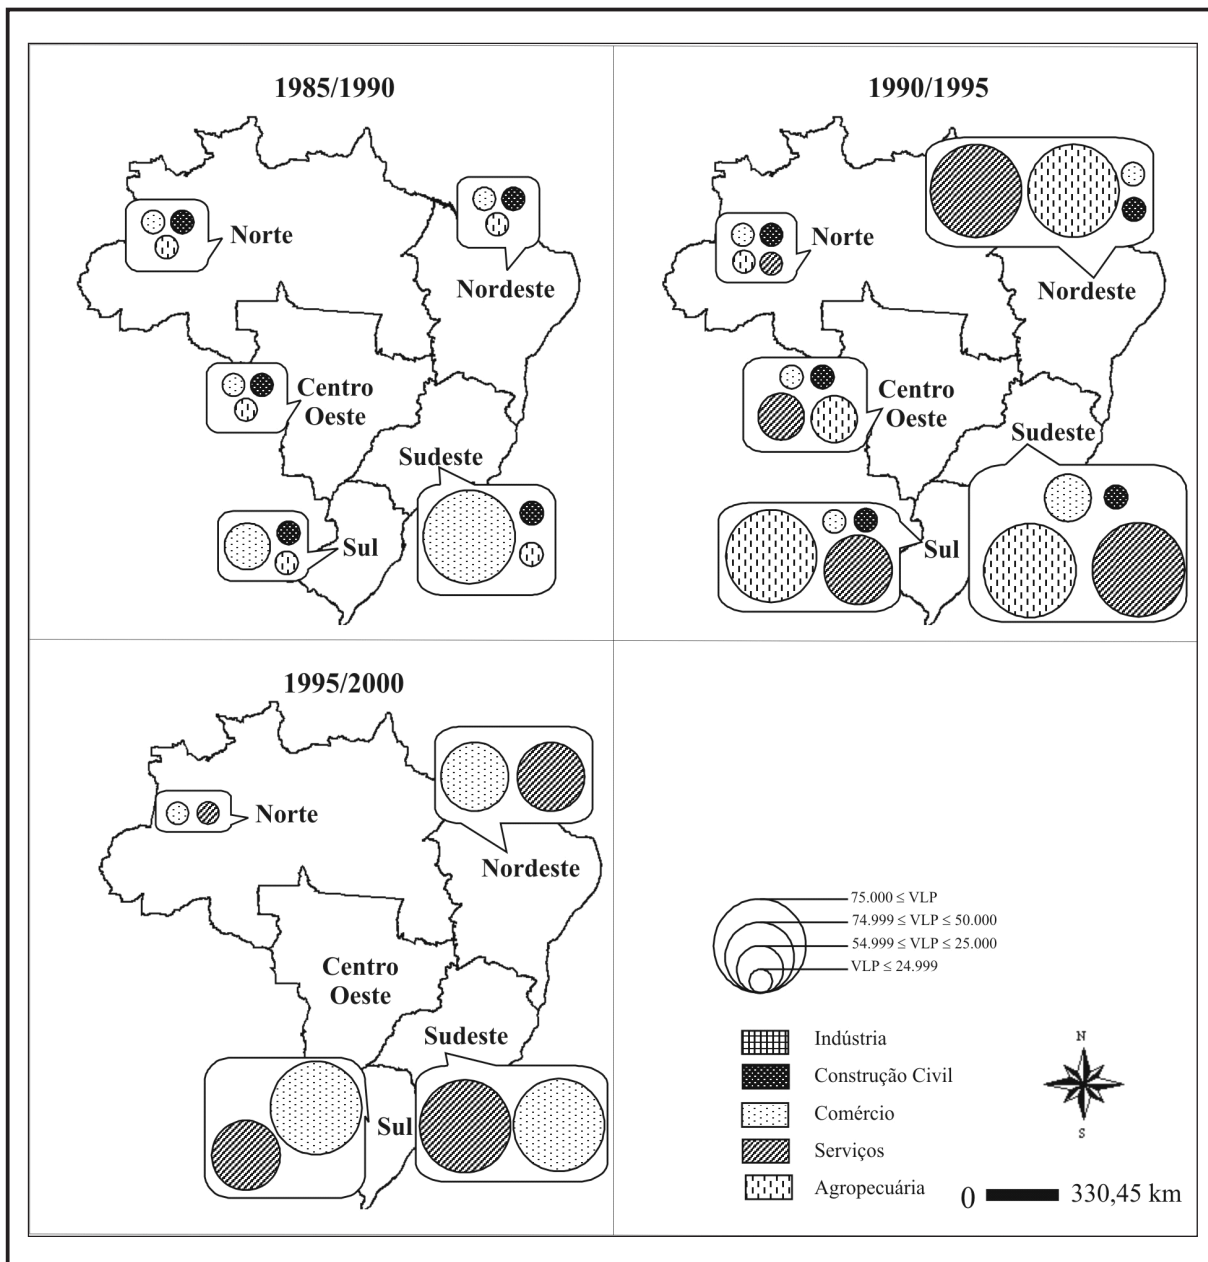 1985/1990
Norte
Nordeste
Centro
Oeste
Sudeste
Sul
1990/1995
Norte
Nordeste
Centro
Oeste
Sudeste
Sul
1995/2000
Norte
Nordeste
Centro
Oeste
Sudeste
Sul
75.000 ≤ VLP
74.999 ≤ VLP ≤ 50.000
54.999 ≤ VLP ≤ 25.000
VLP ≤ 24.999
Indústria
Construção Civil
Comércio
Serviços
Agropecuária
N
S
0 330,45 km